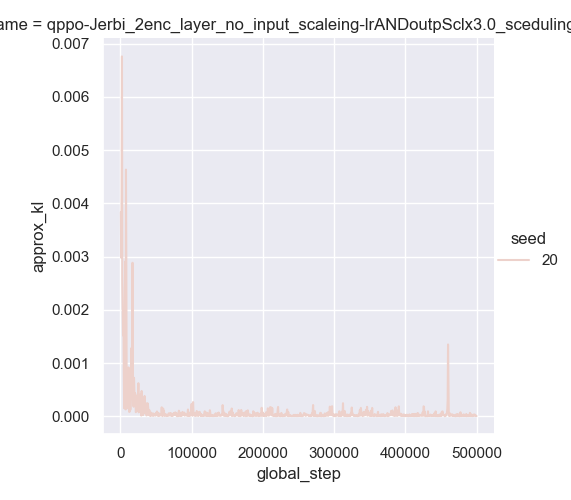 ame = qppo-Jerbi_2enc_layer_no_input_scaleing-lrANDoutpSclx3.0_sceduling
0.007
0.006
0.005
0.004
0.003
0.002
0.001
0.000
approx_kl
0 100000 200000 300000 400000 500000
global_step
seed
20